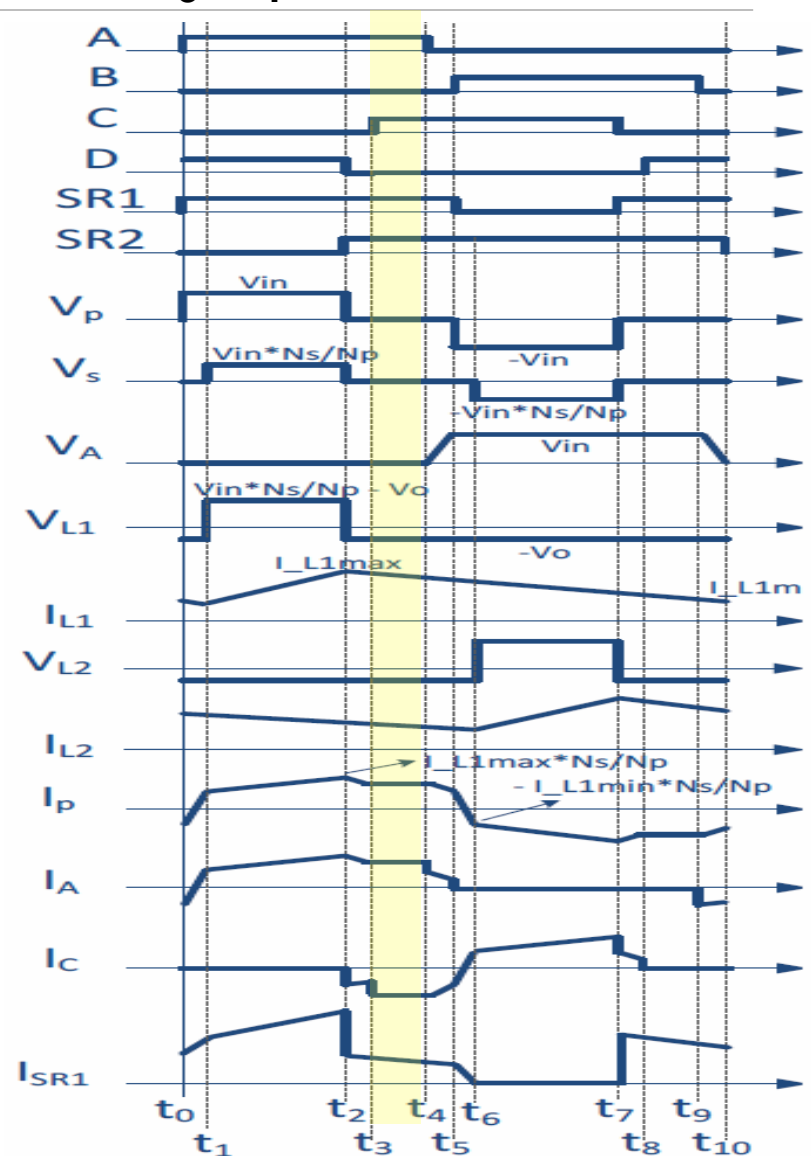 A
B
C
D
SR1
SR2
Vin
Vp
Vin*Ns/Np
Vs
-Vin
-Vin*Ns/Np
VA
Vin
Vin*Ns/Np - Vo
VL1
-Vo
I_L1max
I_L1m
IL1
VL2
IL2
I_L1max*Ns/Np
Ip
- I_L1min*Ns/Np
IA
IC
ISR1
t0 t2 t4 t6 t7 t9
t1 t3 t5 t8 t10